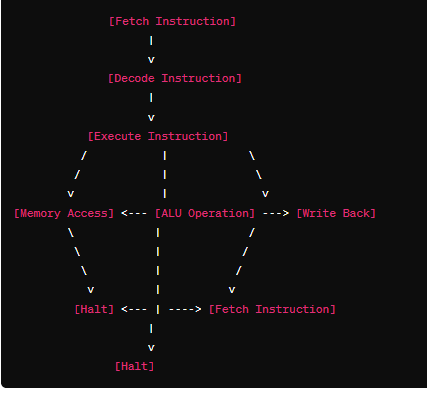 [Fetch Instruction]
|
v
[Decode Instruction]
|
v
[Execute Instruction]
/ | \
/ | \
v | v
[Memory Access] <--- [ALU Operation] ---> [Write Back]
\ | /
\ | /
\ | /
v | v
[Halt] <--- | ----> [Fetch Instruction]
|
v
[Halt]